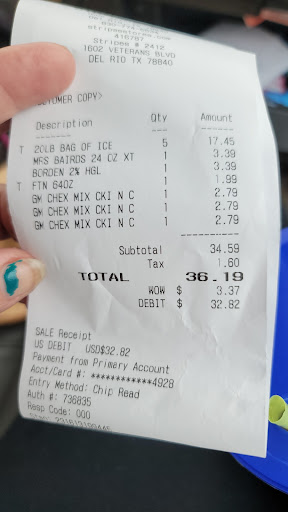 stripesstores.com
Stripes # 2412
1602 VETERANS BLVD
DEL RIO TX 78840
CUSTOMER COPY>
Description Qty Amount
T 20LB BAG OF ICE 5 17.45
MRS BAIRDS 24 OZ XT 1 3.39
BORDEN 2% HGL 1 3.39
T FTN 64OZ 1 1.99
GM CHEX MIX CKI N C 1 2.79
GM CHEX MIX CKI N C 1 2.79
GM CHEX MIX CKI N C 1 2.79
Subtotal 34.59
Tax 1.60
TOTAL 36.19
WOW $ 3.37
DEBIT $ 32.82
SALE Receipt
US DEBIT USD$32.82
Payment from Primary Account
Acct/Card #: ************4928
Entry Method: Chip Read
Auth #: 736835
Resp Code: 000